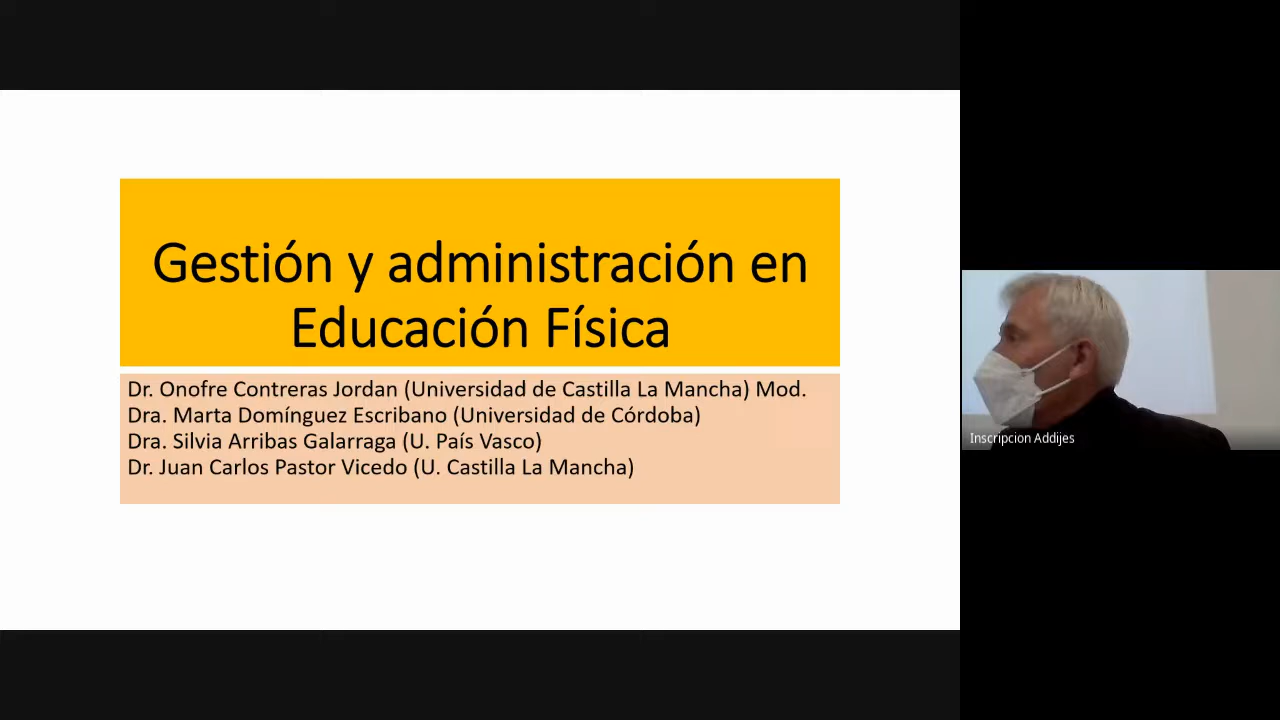 Gestión y administración en
Educación Física
Dr. Onofre Contreras Jordan (Universidad de Castilla La Mancha) Mod.
Dra. Marta Domínguez Escribano (Universidad de Córdoba)
Dra. Silvia Arribas Galarraga (U. País Vasco)
Dr. Juan Carlos Pastor Vicedo (U. Castilla La Mancha)
Inscripcion Addijes